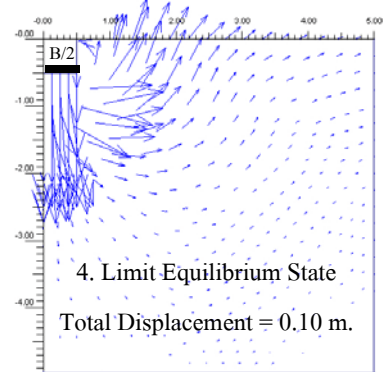 -0.00 1.00 2.00 3.00 4.00 5.00
-0.00
B/2
-1.00
-2.00
-3.00
4. Limit Equilibrium State
-4.00
Total Displacement = 0.10 m.